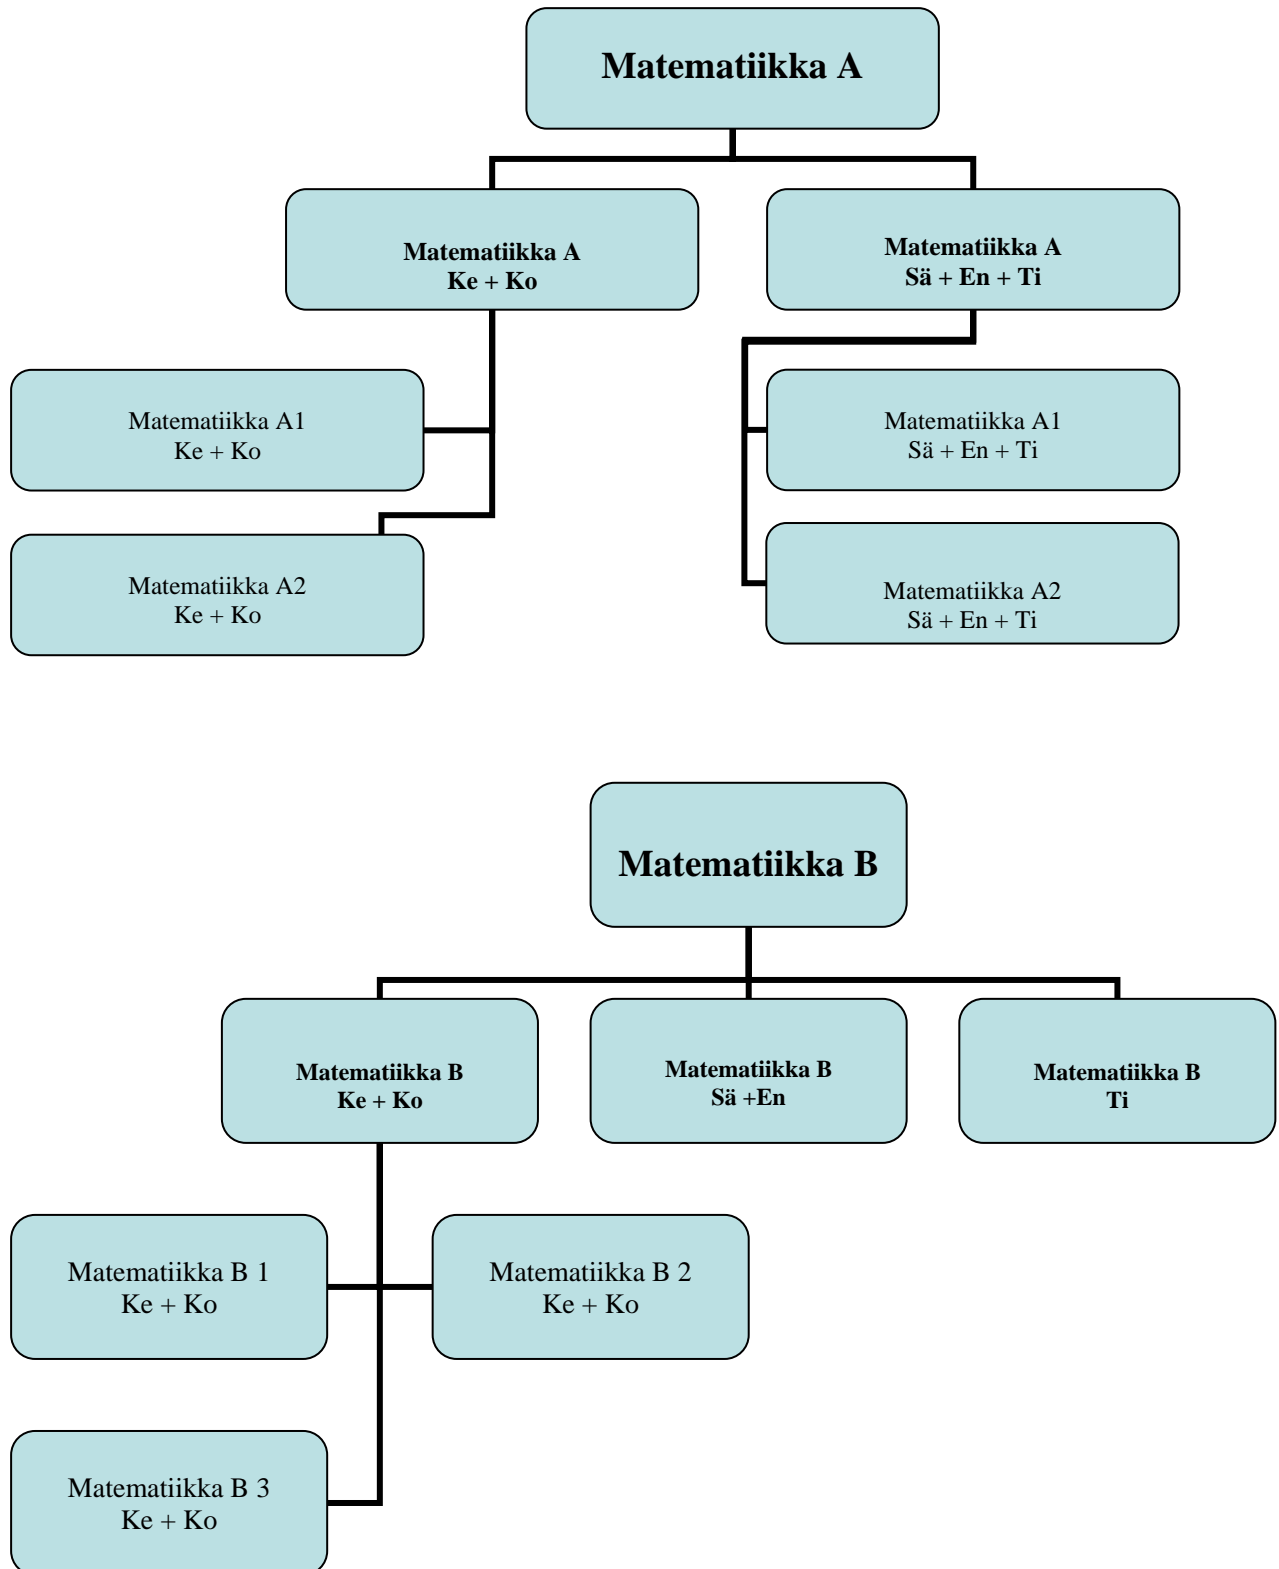 Matematiikka A
Matematiikka A
Ke + Ko
Matematiikka A
Sä + En + Ti
Matematiikka A1
Ke + Ko
Matematiikka A1
Sä + En + Ti
Matematiikka A2
Ke + Ko
Matematiikka A2
Sä + En + Ti
Matematiikka B
Matematiikka B
Ke + Ko
Matematiikka B
Sä +En
Matematiikka B
Ti
Matematiikka B 1
Ke + Ko
Matematiikka B 2
Ke + Ko
Matematiikka B 3
Ke + Ko